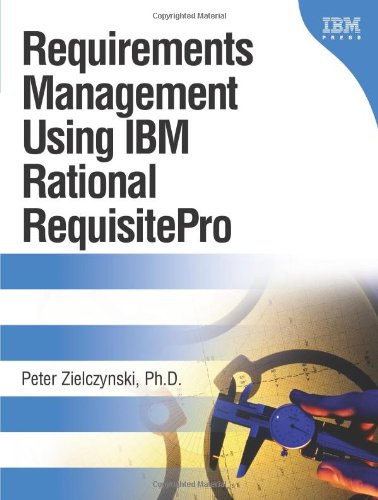 Copyrighted Material
IBM
PRESS
Requirements
Management
Using IBM
Rational
RequisitePro
Peter Zielczynski, Ph.D.
Copyrighted Material